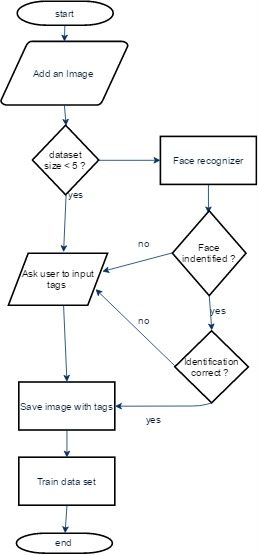 start
Add an Image
dataset
size < 5 ?
yes
Face recognizer
no
Face
indentified ?
Ask user to input
tags
yes
no
Identification
correct ?
Save image with tags
yes
Train data set
end